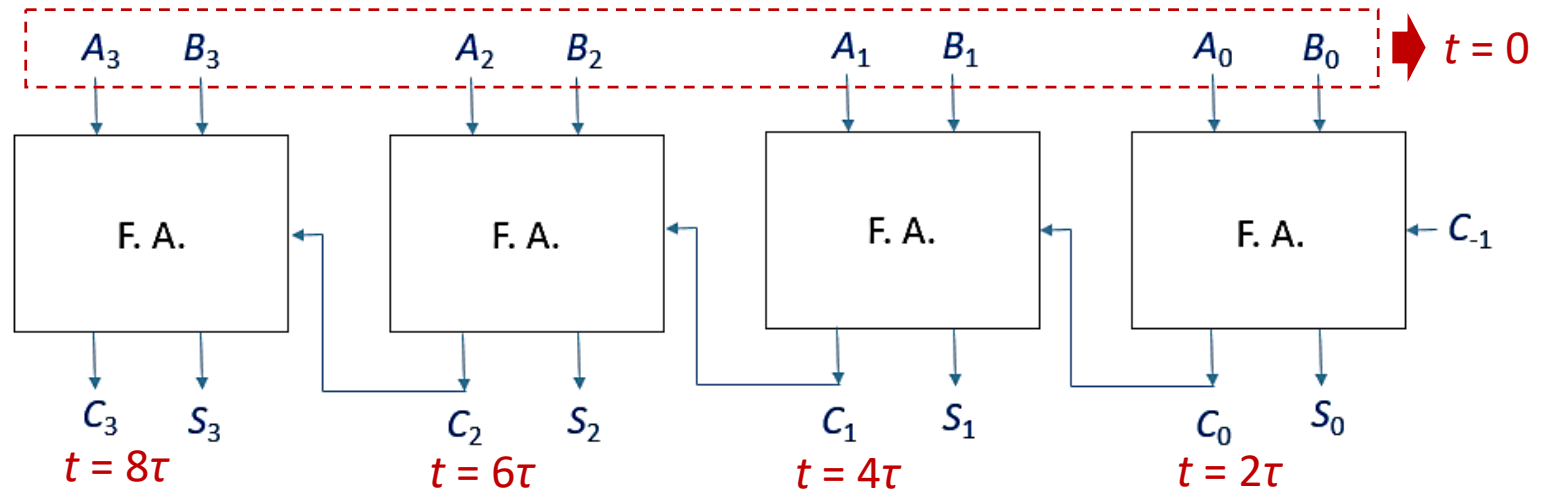 A₃ B₃ A₂ B₂ A₁ B₁ A₀ B₀ t = 0
F. A. F. A. F. A. F. A. C₋₁
C₃ S₃ C₂ S₂ C₁ S₁ C₀ S₀
t = 8τ t = 6τ t = 4τ t = 2τ